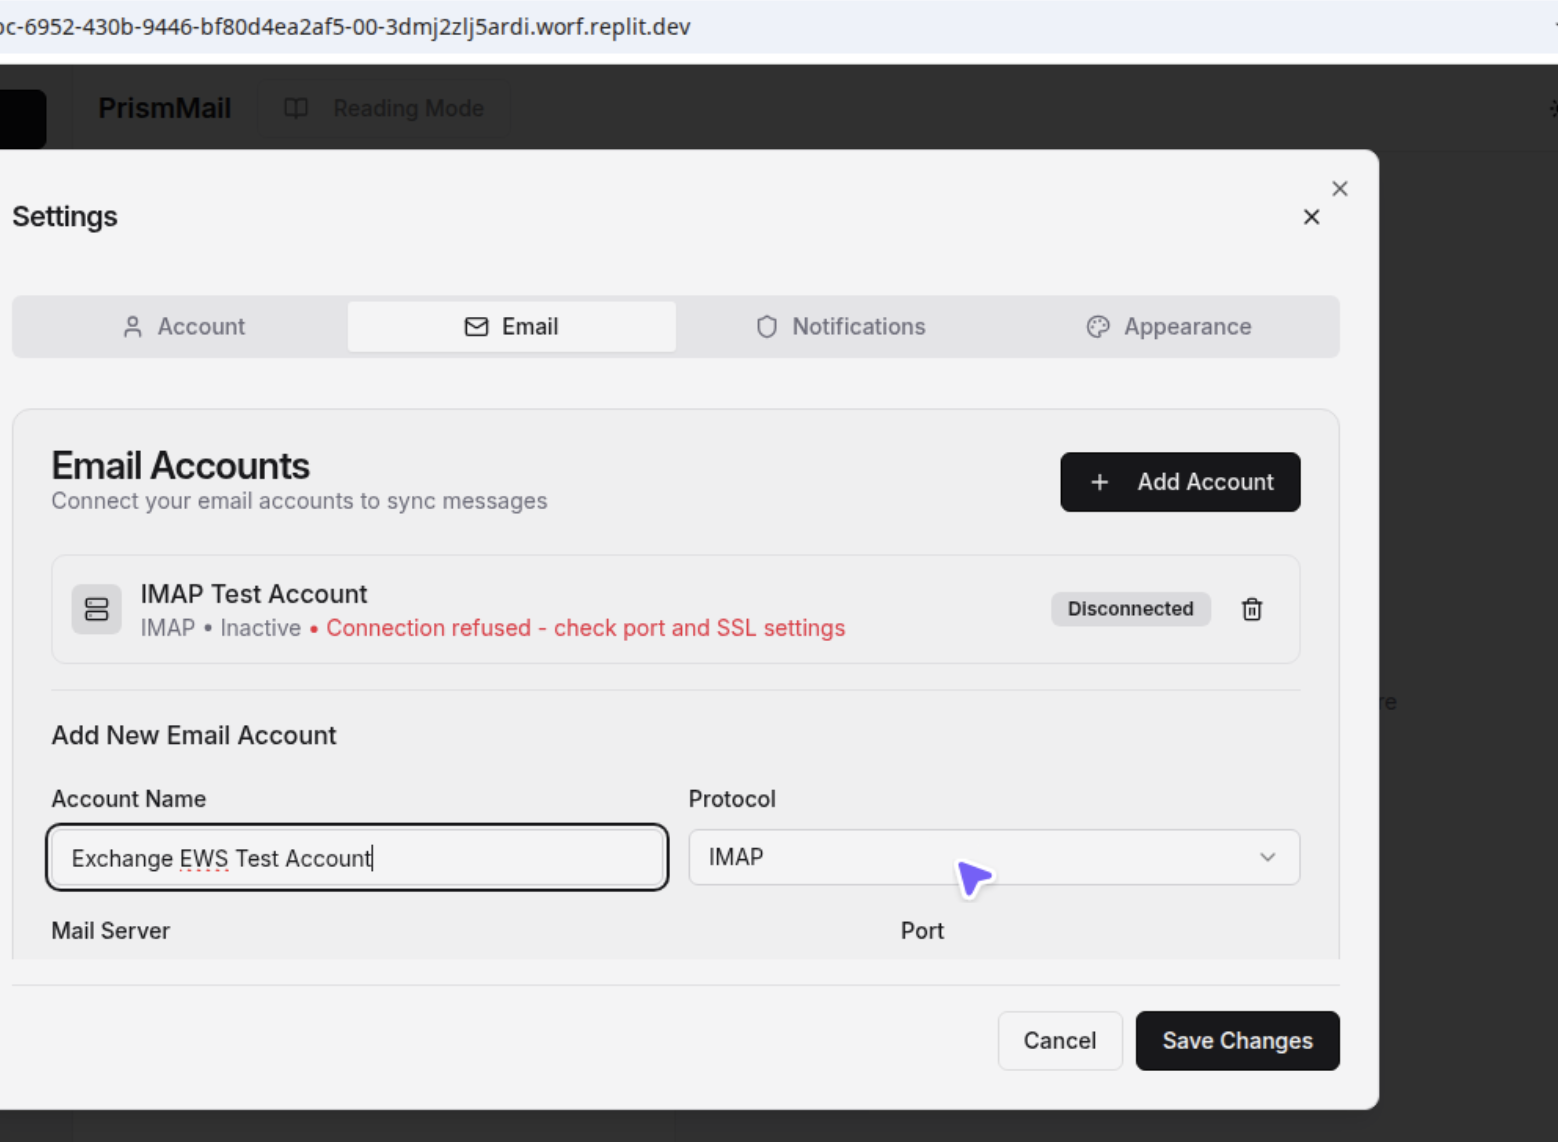 oc-6952-430b-9446-bf80d4ea2af5-00-3dmj2zlj5ardi.worf.replit.dev
PrismMail
Reading Mode
Settings
Account
Email
Notifications
Appearance
Email Accounts
Add Account
Connect your email accounts to sync messages
IMAP Test Account
IMAP • Inactive • Connection refused - check port and SSL settings
Disconnected
Add New Email Account
Account Name
Protocol
Exchange EWS Test Account
IMAP
Mail Server
Port
Cancel
Save Changes